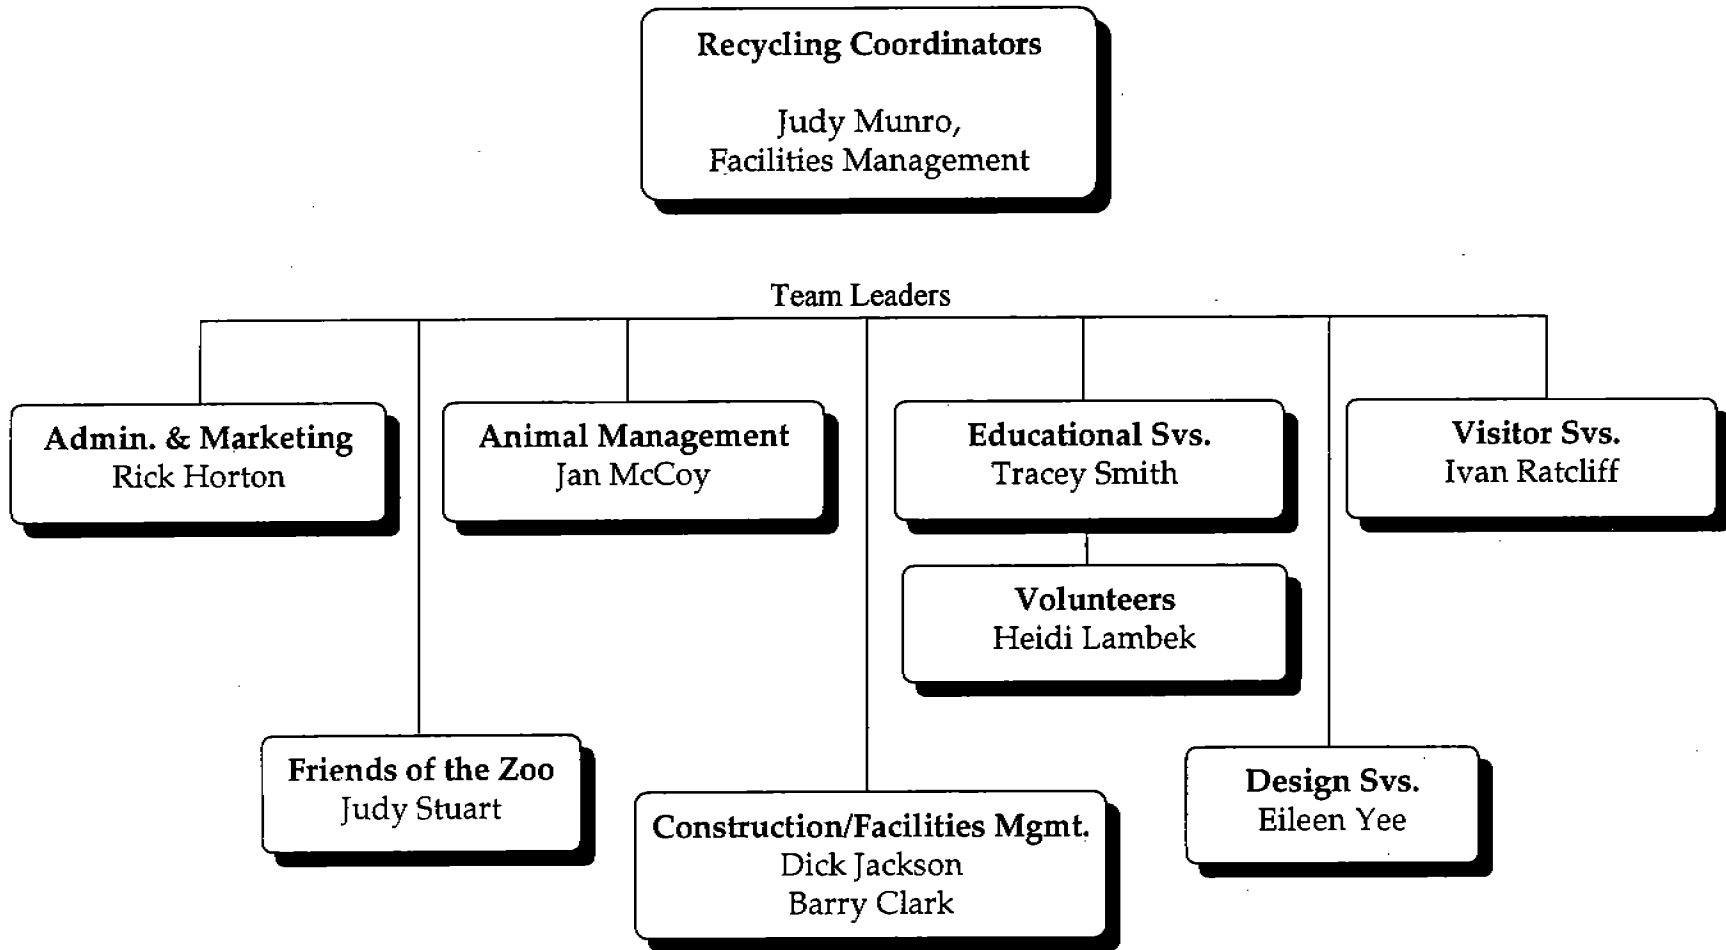 Recycling Coordinators
Judy Munro,
Facilities Management
Team Leaders
Admin. & Marketing
Rick Horton
Animal Management
Jan McCoy
Educational Svs.
Tracey Smith
Visitor Svs.
Ivan Ratcliff
Volunteers
Heidi Lambek
Friends of the Zoo
Judy Stuart
Construction/Facilities Mgmt.
Dick Jackson
Barry Clark
Design Svs.
Eileen Yee